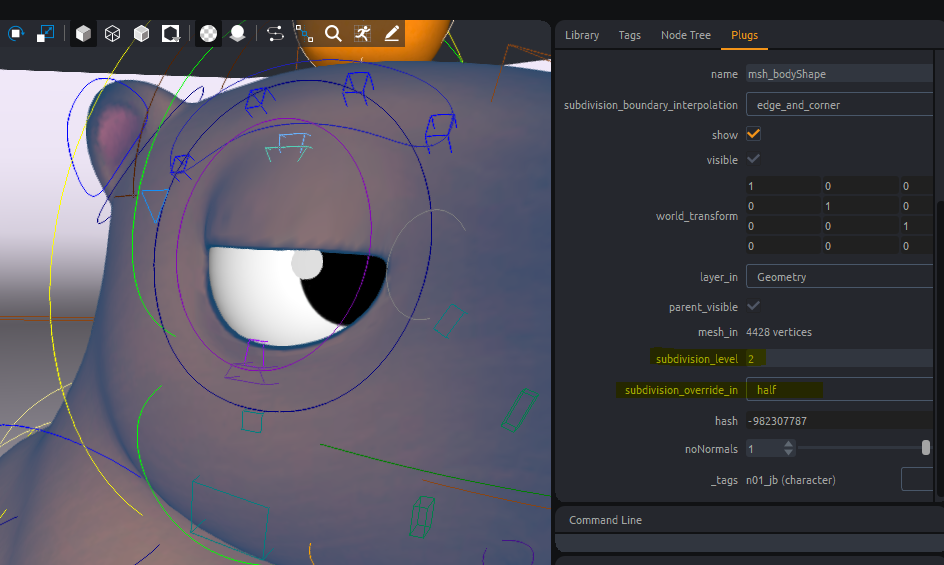 Library Tags Node Tree Plugs
name msh_bodyShape
subdivision_boundary_interpolation edge_and_corner
show
visible
1 0 0
0 1 0
world_transform
0 0 1
0 0 0
layer_in Geometry
parent_visible
mesh_in 4428 vertices
subdivision_level 2
subdivision_override_in half
hash -982307787
noNormals 1
_tags n01_jb (character)
Command Line